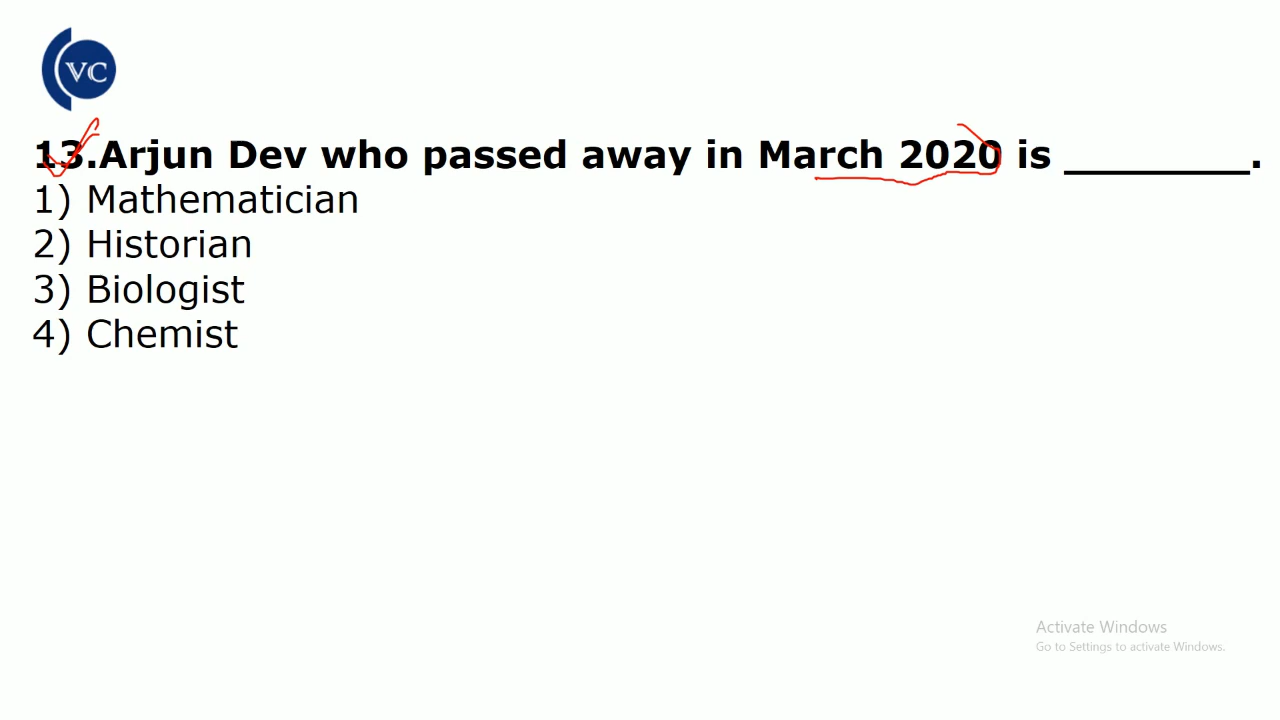 VC
13.Arjun Dev who passed away in March 2020 is ________.
1) Mathematician
2) Historian
3) Biologist
4) Chemist
Activate Windows
Go to Settings to activate Windows.